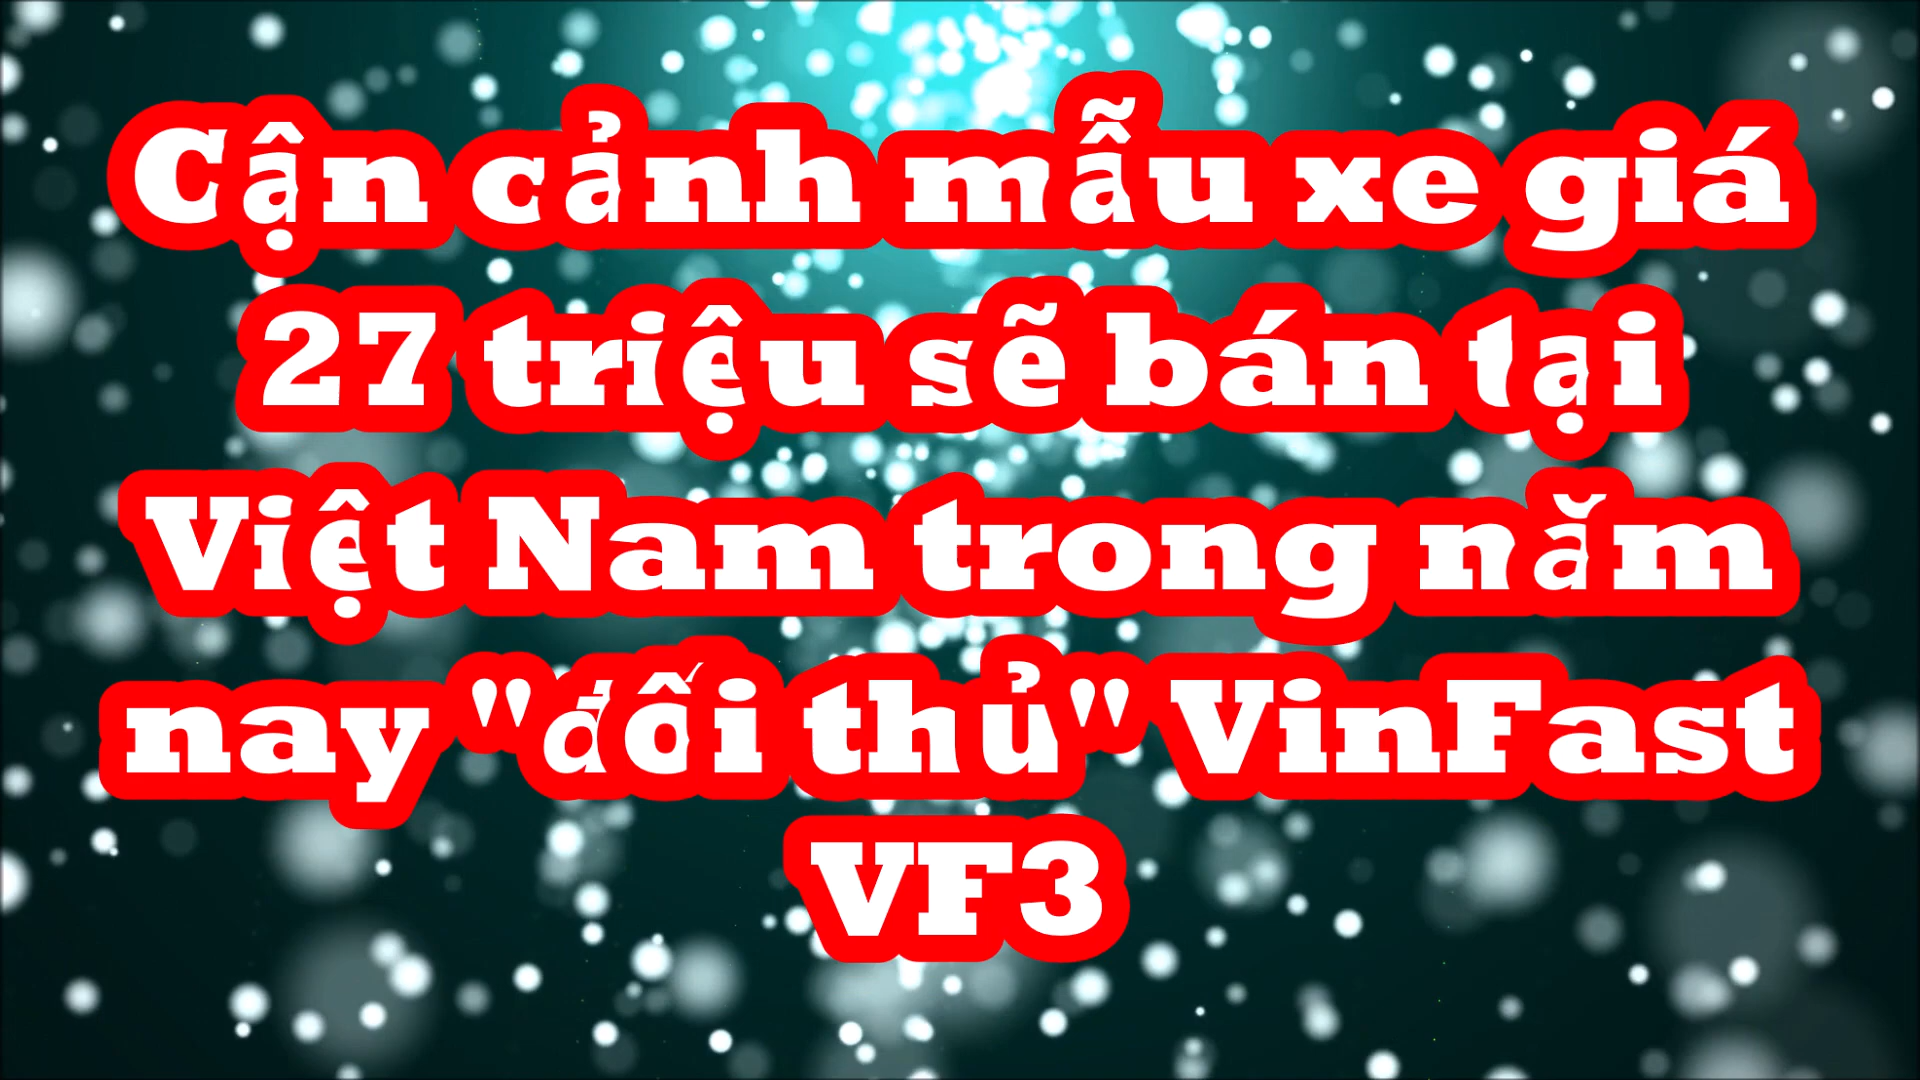 Cận cảnh mẫu xe giá
27 triệu sẽ bán tại
Việt Nam trong năm
nay "đối thủ" VinFast
VF3